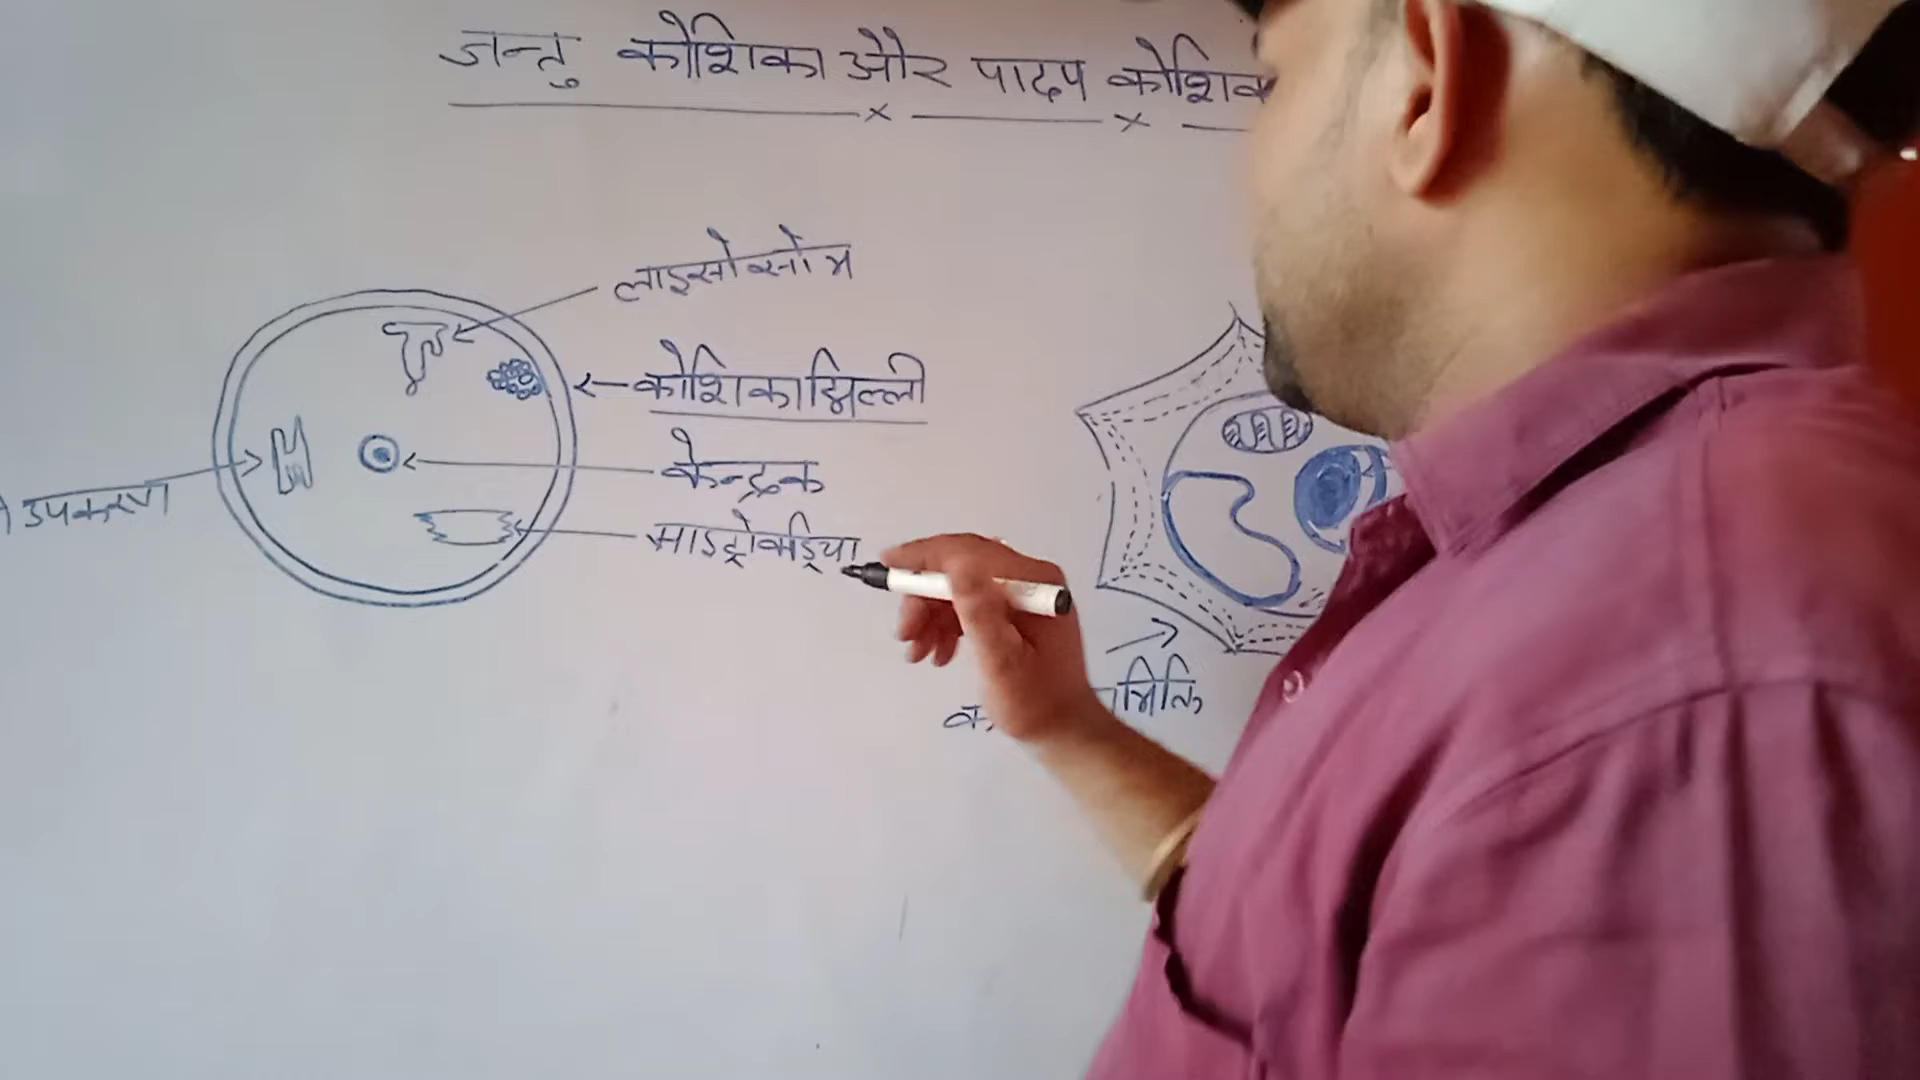 जन्तु कोशिका और पादप
लाइसोसोम
कोशिकाझिल्ली
केन्द्रक
माइट्रोकाड्रिया
उपकरण
भित्ति